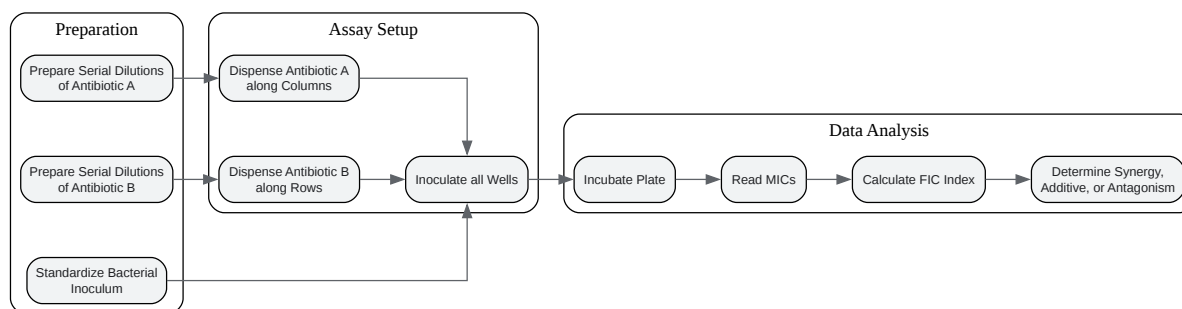 Preparation
Prepare Serial Dilutions
of Antibiotic A
Prepare Serial Dilutions
of Antibiotic B
Standardize Bacterial
Inoculum
Assay Setup
Dispense Antibiotic A
along Columns
Dispense Antibiotic B
along Rows
Inoculate all Wells
Data Analysis
Incubate Plate
Read MICs
Calculate FIC Index
Determine Synergy,
Additive, or Antagonism